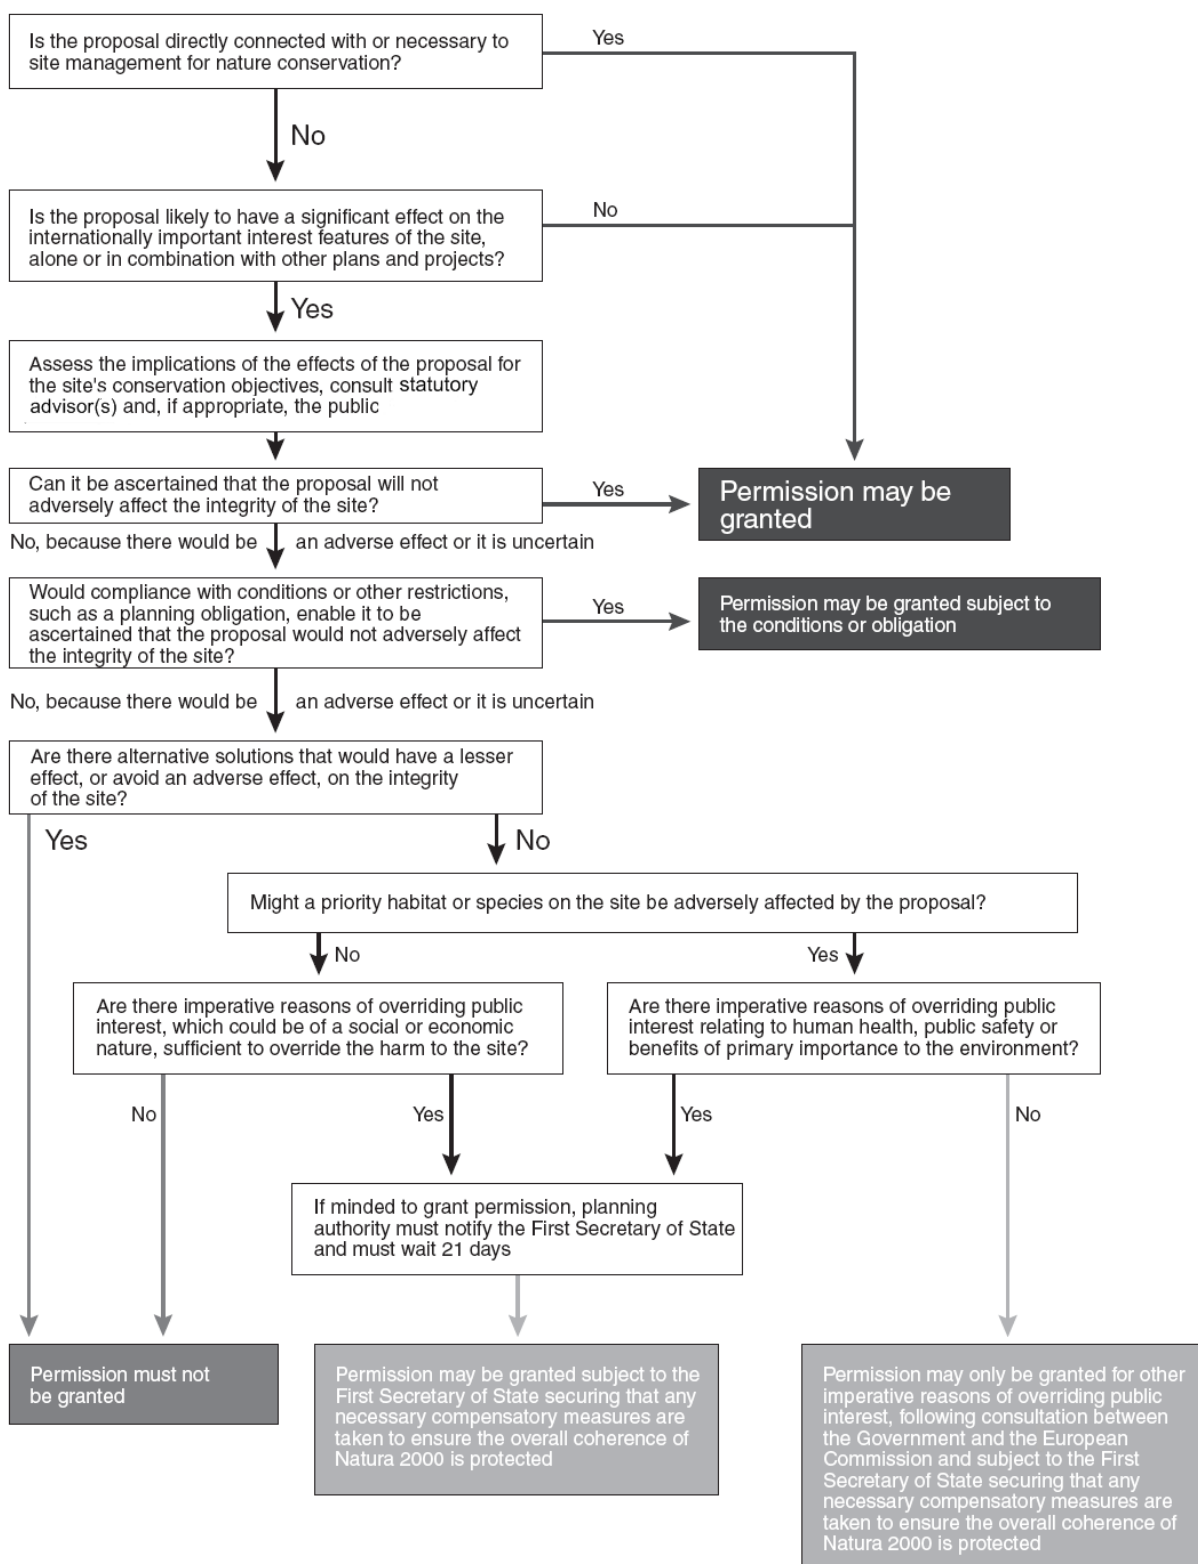 Is the proposal directly connected with or necessary to
site management for nature conservation?
Yes
No
Is the proposal likely to have a significant effect on the
internationally important interest features of the site,
alone or in combination with other plans and projects?
No
Yes
Assess the implications of the effects of the proposal for
the site's conservation objectives, consult statutory
advisor(s) and, if appropriate, the public
Can it be ascertained that the proposal will not
adversely affect the integrity of the site?
Yes
Permission may be
granted
No, because there would be an adverse effect or it is uncertain
Would compliance with conditions or other restrictions,
such as a planning obligation, enable it to be
ascertained that the proposal would not adversely affect
the integrity of the site?
Yes
Permission may be granted subject to
the conditions or obligation
No, because there would be an adverse effect or it is uncertain
Are there alternative solutions that would have a lesser
effect, or avoid an adverse effect, on the integrity
of the site?
Yes
No
Might a priority habitat or species on the site be adversely affected by the proposal?
No
Yes
Are there imperative reasons of overriding public
interest, which could be of a social or economic
nature, sufficient to override the harm to the site?
Are there imperative reasons of overriding public
interest relating to human health, public safety or
benefits of primary importance to the environment?
No
Yes
Yes
No
If minded to grant permission, planning
authority must notify the First Secretary of State
and must wait 21 days
Permission must not
be granted
Permission may be granted subject to the
First Secretary of State securing that any
necessary compensatory measures are
taken to ensure the overall coherence of
Natura 2000 is protected
Permission may only be granted for other
imperative reasons of overriding public
interest, following consultation between
the Government and the European
Commission and subject to the First
Secretary of State securing that any
necessary compensatory measures are
taken to ensure the overall coherence of
Natura 2000 is protected